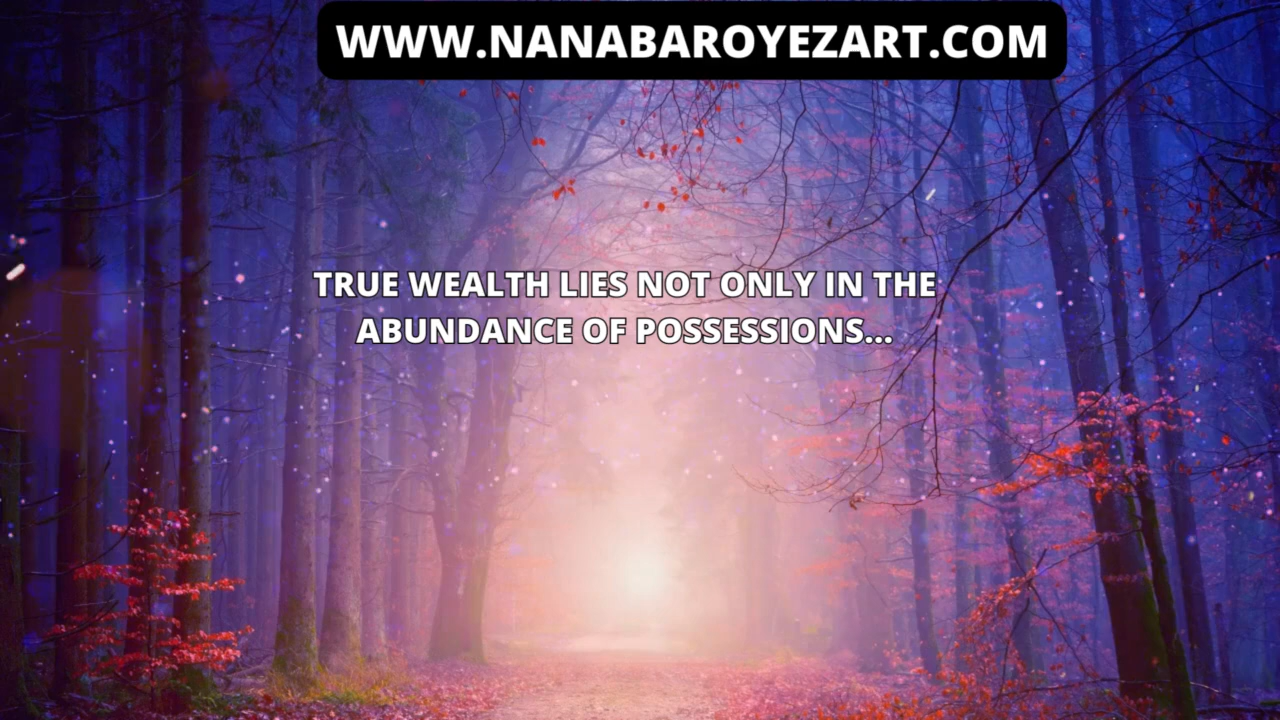 WWW.NANABAROYEZART.COM
TRUE WEALTH LIES NOT ONLY IN THE
ABUNDANCE OF POSSESSIONS...